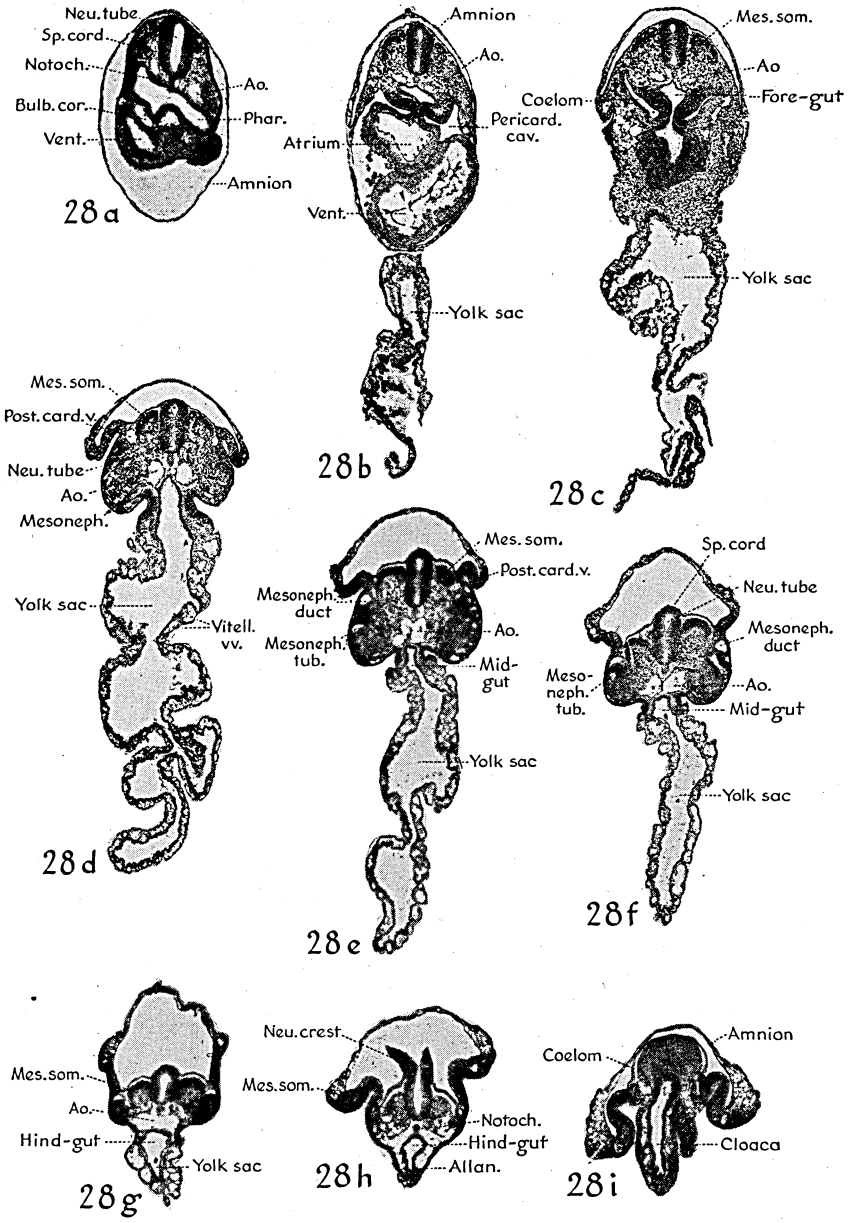 Neu. tube
Sp. cord
Notoch.
Bulb. cor.
Vent.
Ao.
Phar.
Amnion
28a
Amnion
Ao.
Pericard.
cav.
Atrium
Vent.
Yolk sac
28b
Mes. som.
Ao
Coelom
Fore-gut
Yolk sac
28c
Mes. som.
Post. card. v.
Neu. tube
Ao.
Mesoneph.
Yolk sac
Vitell.
vv.
28d
Mes. som.
Post. card. v.
Mesoneph.
duct
Mesoneph.
tub.
Ao.
Mid-
gut
Yolk sac
28e
Sp. cord
Neu. tube
Mesoneph.
duct
Meso-
neph.
tub.
Ao.
Mid-gut
Yolk sac
28f
Mes. som.
Ao.
Hind-gut
Yolk sac
28g
Neu. crest
Mes. som.
Notoch.
Hind-gut
Allan.
28h
Amnion
Coelom
Cloaca
28i